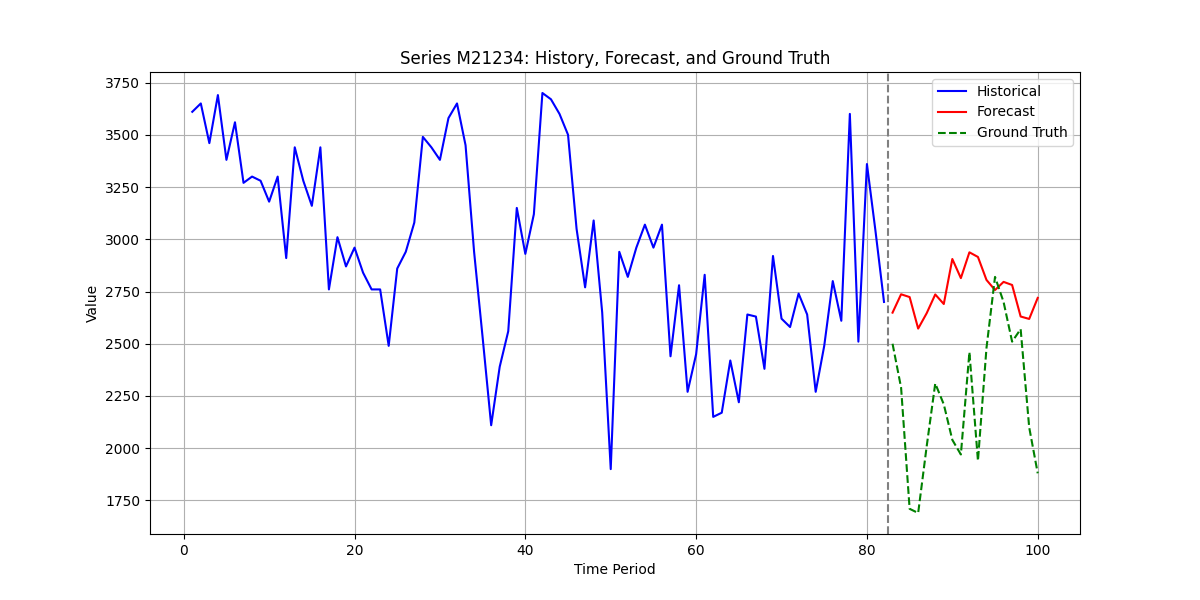 Series M21234: History, Forecast, and Ground Truth
Historical
Forecast
Ground Truth
3750
3500
3250
3000
2750
2500
2250
2000
1750
Value
0 20 40 60 80 100
Time Period